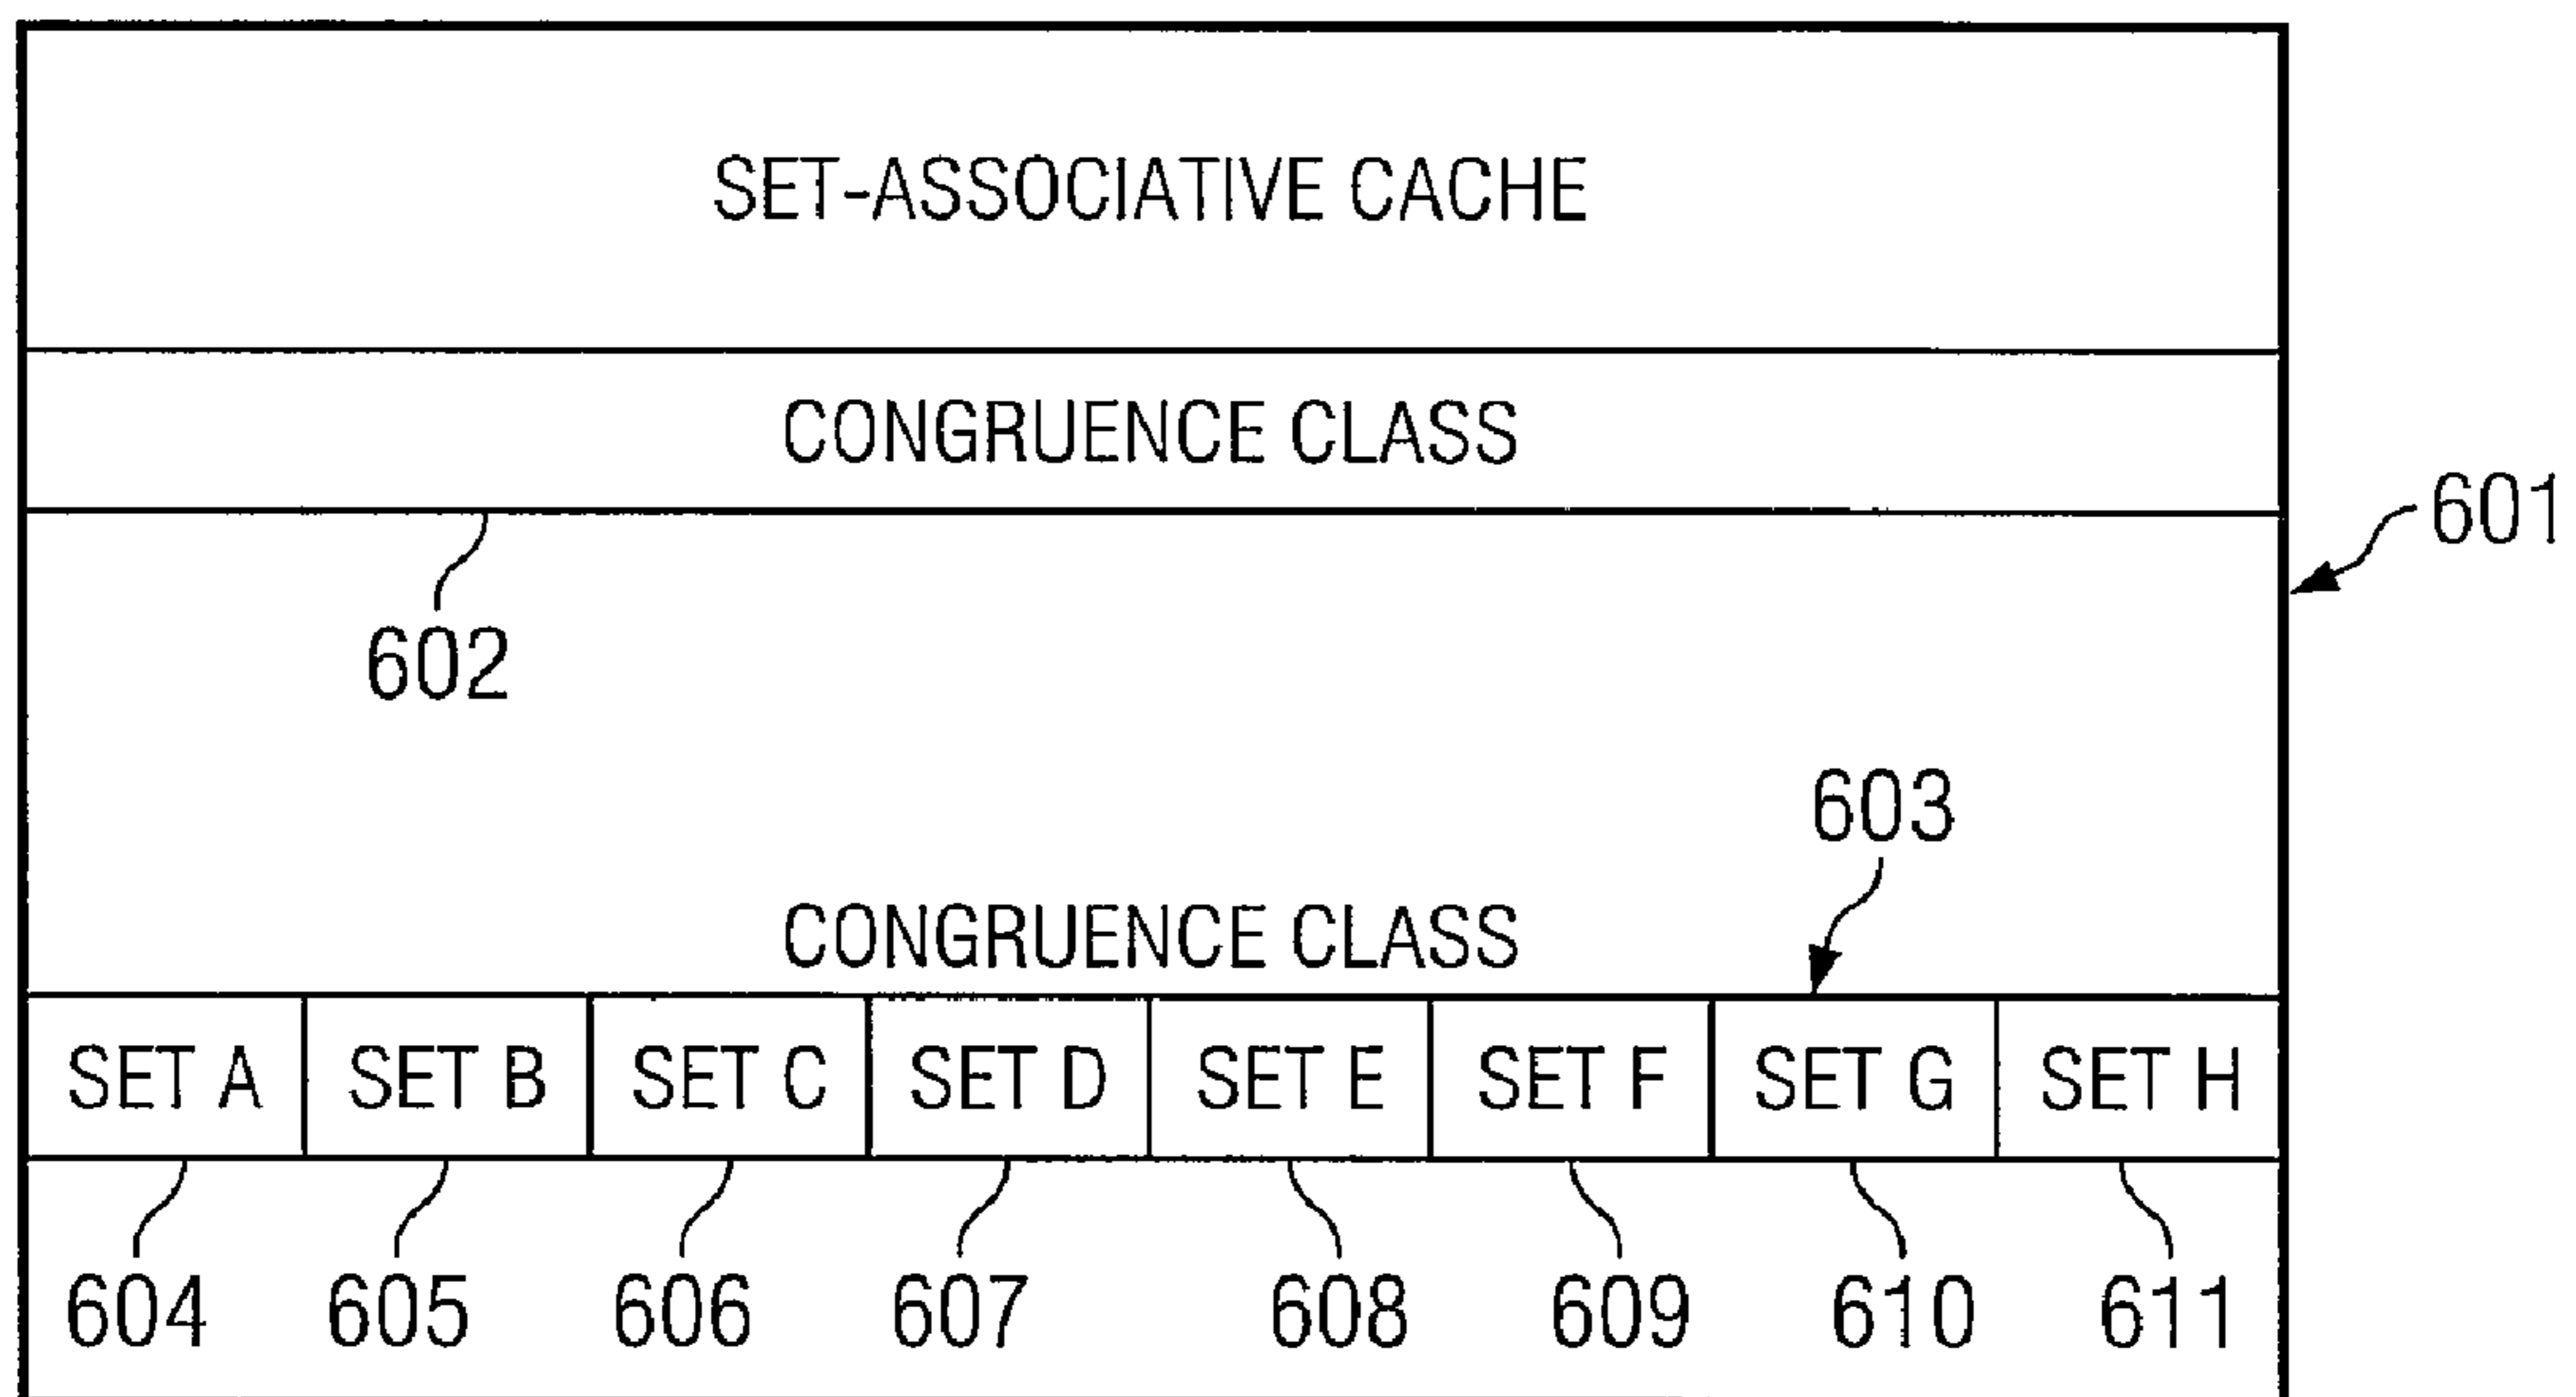 SET-ASSOCIATIVE CACHE
CONGRUENCE CLASS
601
602
603
CONGRUENCE CLASS
SET A SET B SET C SET D SET E SET F SET G SET H
604 605 606 607 608 609 610 611